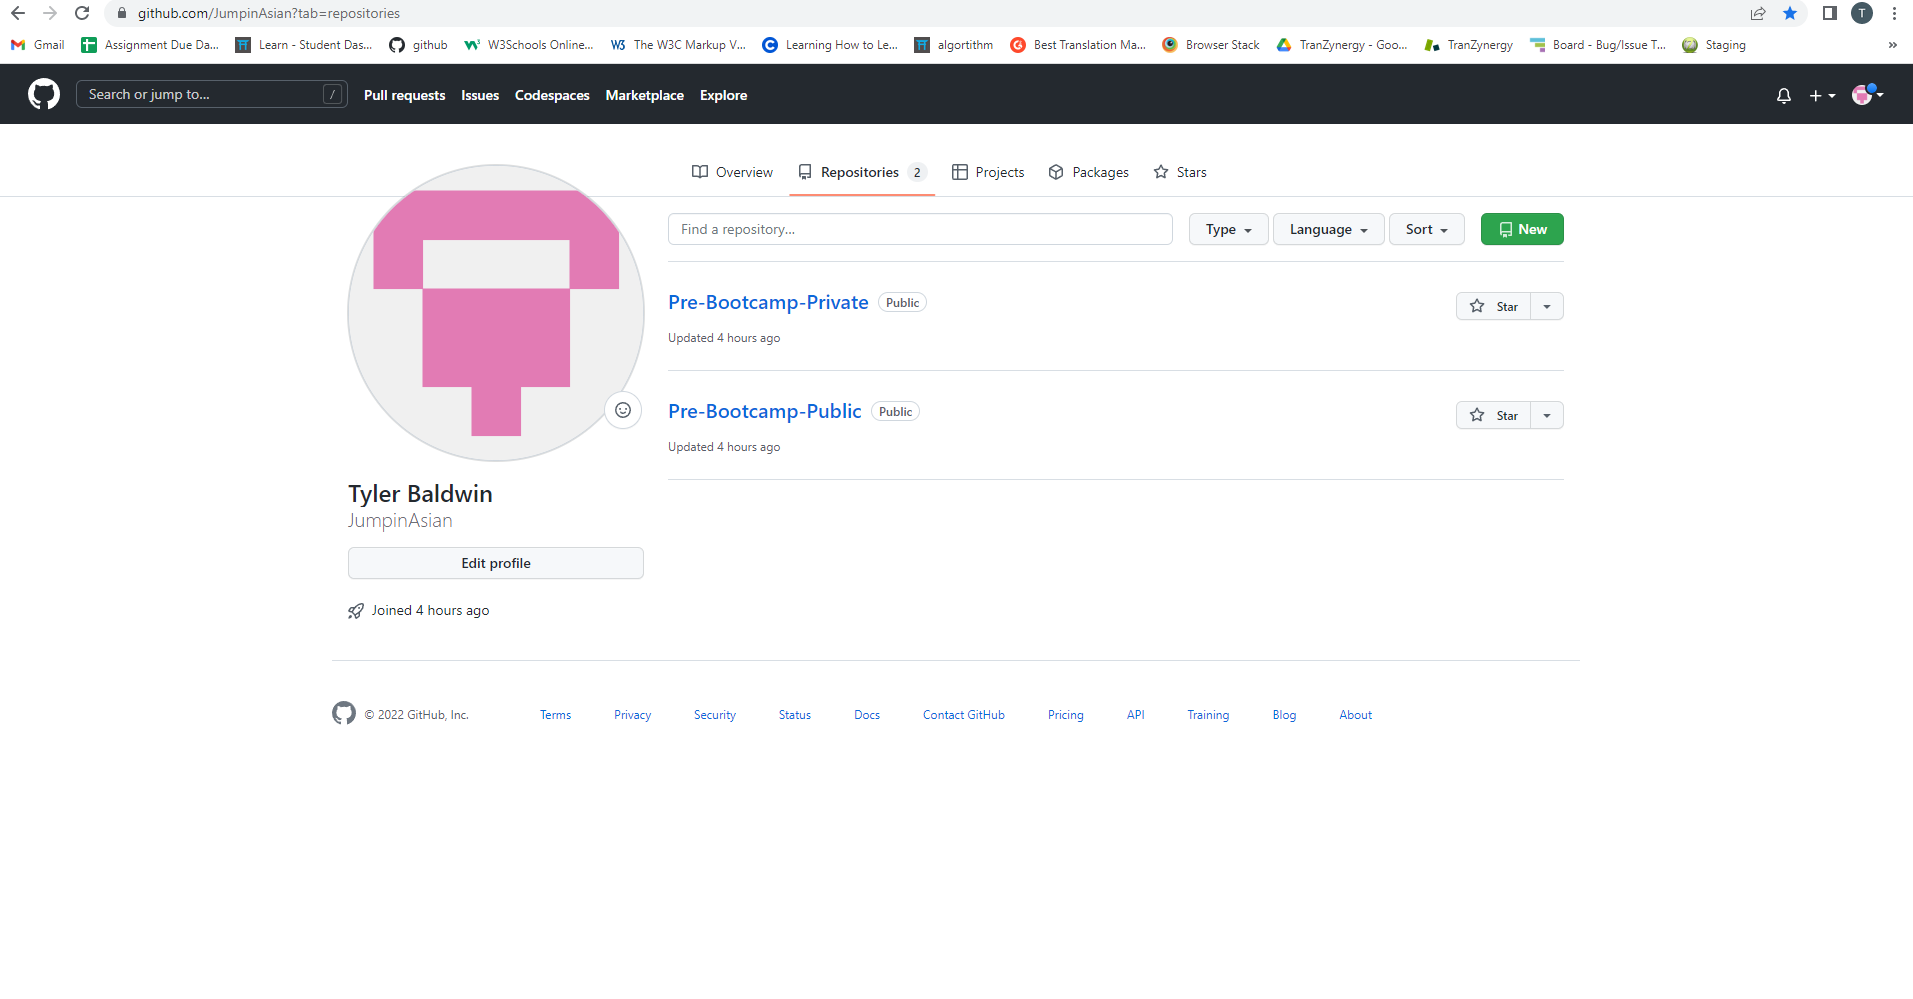 github.com/JumpinAsian?tab=repositories
T
Gmail
Assignment Due Da...
Learn - Student Das...
github
W3Schools Online...
The W3C Markup V...
Learning How to Le...
algortithm
Best Translation Ma...
Browser Stack
TranZynergy - Goo...
TranZynergy
Board - Bug/Issue T...
Staging
»
Search or jump to... /
Pull requests
Issues
Codespaces
Marketplace
Explore
Overview
Repositories 2
Projects
Packages
Stars
Find a repository...
Type
Language
Sort
New
Pre-Bootcamp-Private Public
Star
Updated 4 hours ago
Pre-Bootcamp-Public Public
Star
Updated 4 hours ago
Tyler Baldwin
JumpinAsian
Edit profile
Joined 4 hours ago
© 2022 GitHub, Inc.
Terms
Privacy
Security
Status
Docs
Contact GitHub
Pricing
API
Training
Blog
About